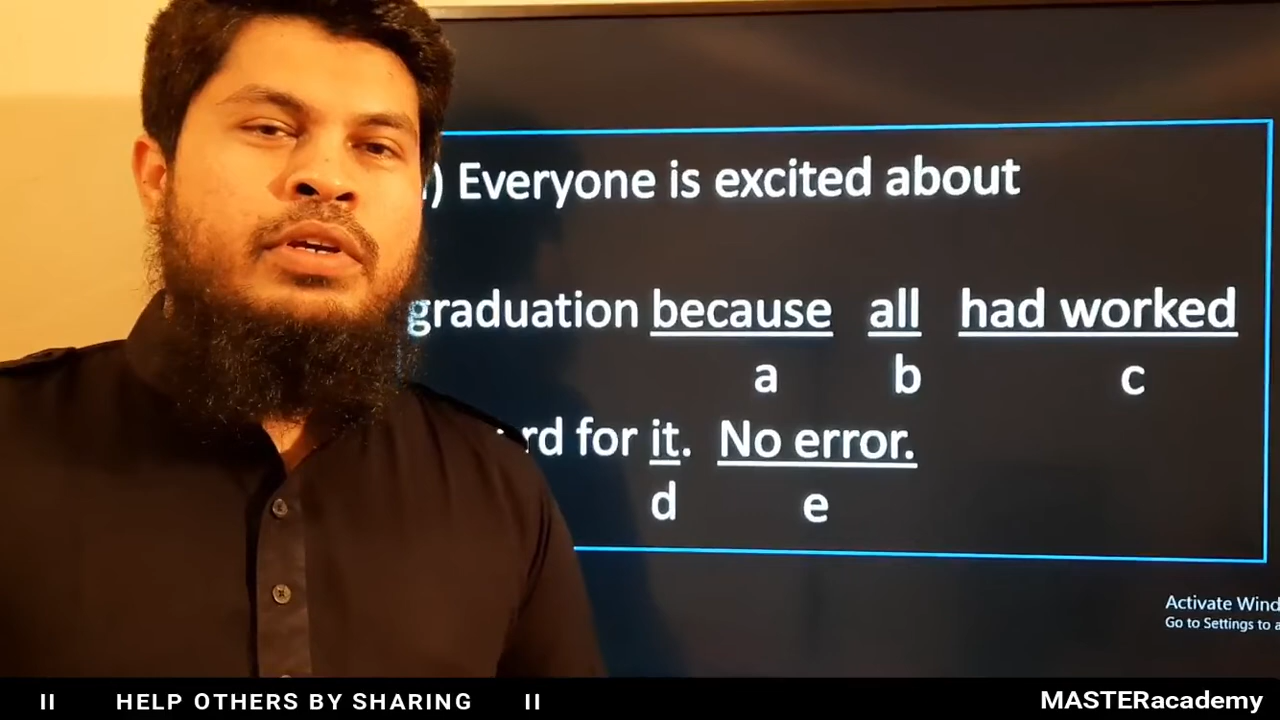 ) Everyone is excited about
graduation because all had worked
a b c
rd for it. No error.
d e
Activate Wind
Go to Settings to a
II HELP OTHERS BY SHARING II
MASTERacademy